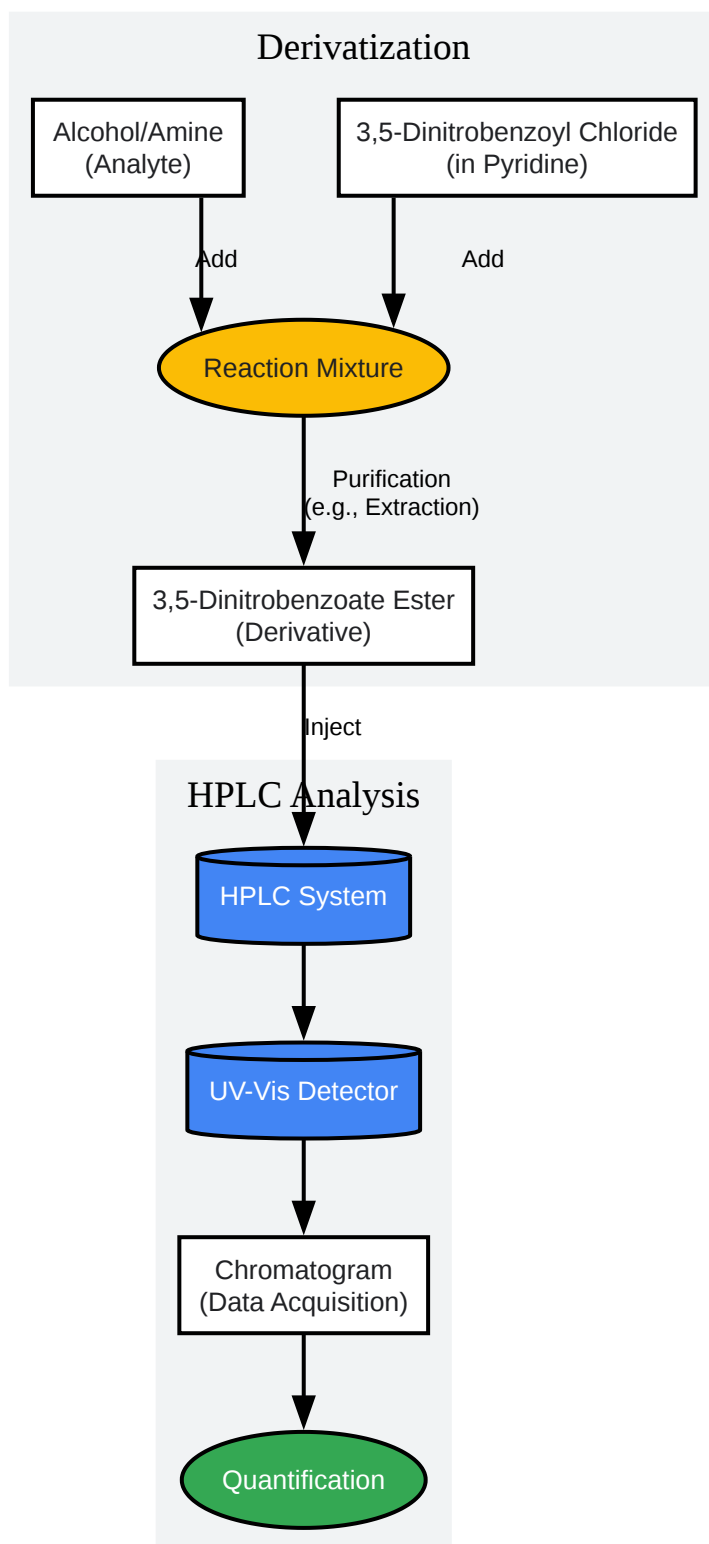 Derivatization
Alcohol/Amine
(Analyte)
3,5-Dinitrobenzoyl Chloride
(in Pyridine)
Add
Add
Reaction Mixture
Purification
(e.g., Extraction)
3,5-Dinitrobenzoate Ester
(Derivative)
Inject
HPLC Analysis
HPLC System
UV-Vis Detector
Chromatogram
(Data Acquisition)
Quantification